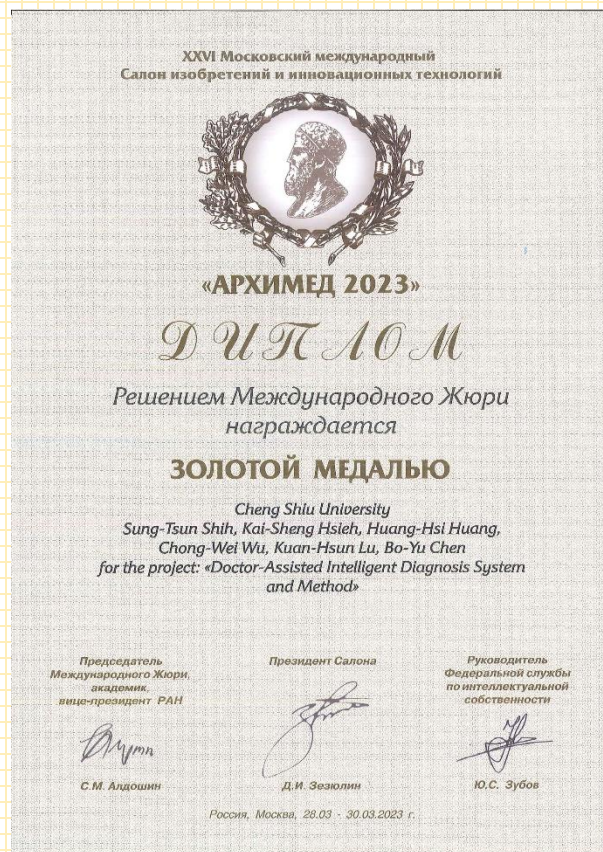 XXVI Московский международный
Салон изобретений и инновационных технологий
«АРХИМЕД 2023»
ДИПЛОМ
Решением Международного Жюри
награждается
ЗОЛОТОЙ МЕДАЛЬЮ
Cheng Shiu University
Sung-Tsun Shih, Kai-Sheng Hsieh, Huang-Hsi Huang,
Chong-Wei Wu, Kuan-Hsun Lu, Bo-Yu Chen
for the project: «Doctor-Assisted Intelligent Diagnosis System
and Method»
Председатель
Международного Жюри,
академик,
вице-президент РАН
С.М. Алдошин
Президент Салона
Д.И. Зезюлин
Руководитель
Федеральной службы
по интеллектуальной
собственности
Ю.С. Зубов
Россия, Москва, 28.03 - 30.03.2023 г.